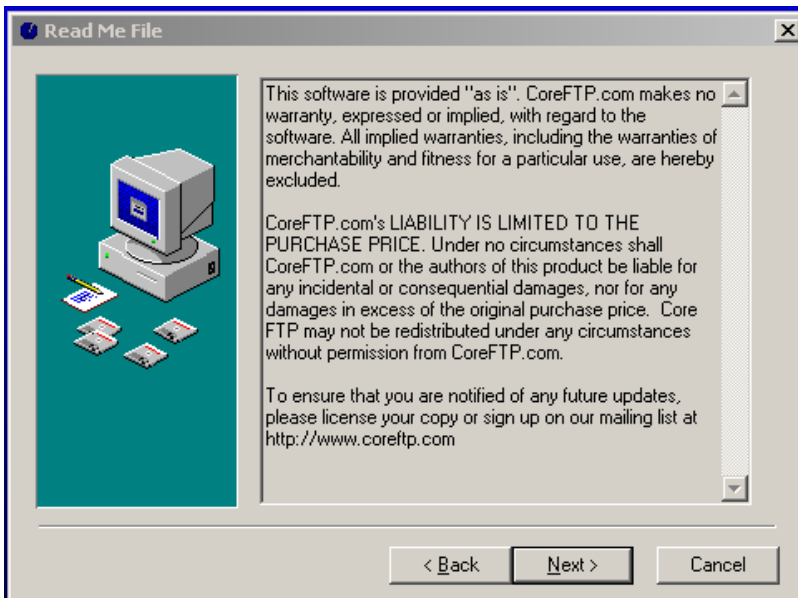 Read Me File
This software is provided "as is". CoreFTP.com makes no
warranty, expressed or implied, with regard to the
software. All implied warranties, including the warranties of
merchantability and fitness for a particular use, are hereby
excluded.
CoreFTP.com's LIABILITY IS LIMITED TO THE
PURCHASE PRICE. Under no circumstances shall
CoreFTP.com or the authors of this product be liable for
any incidental or consequential damages, nor for any
damages in excess of the original purchase price.  Core
FTP may not be redistributed under any circumstances
without permission from CoreFTP.com.
To ensure that you are notified of any future updates,
please license your copy or sign up on our mailing list at
http://www.coreftp.com
< Back Next > Cancel